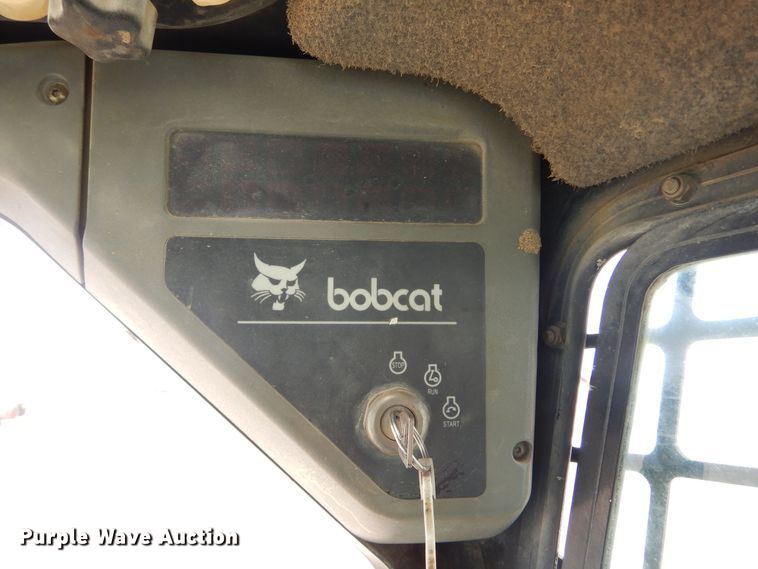 bobcat
STOP
RUN
START
Purple Wave Auction